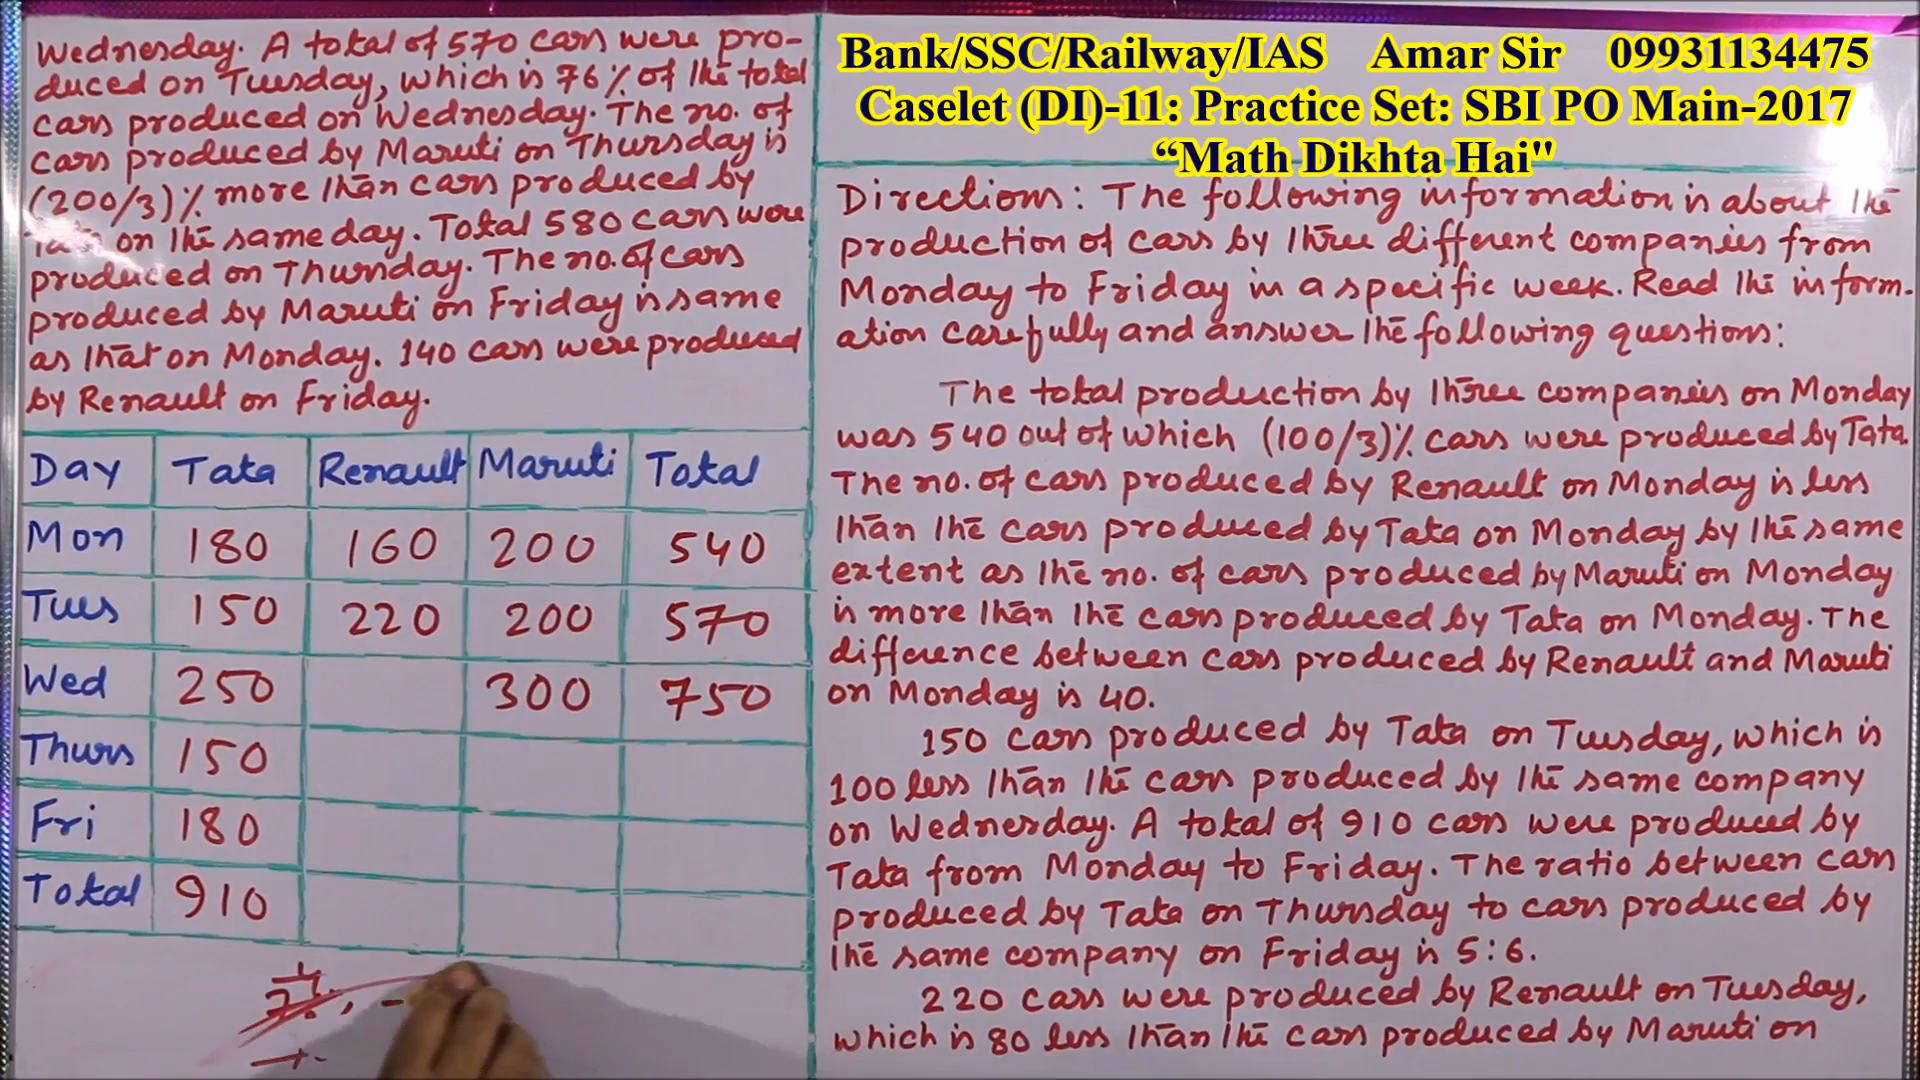 Bank/SSC/Railway/IAS Amar Sir 09931134475
Caselet (DI)-11: Practice Set: SBI PO Main-2017
“Math Dikhta Hai"
Directions: The following information is about the
production of cars by three different companies from
Monday to Friday in a specific week. Read the inform-
ation carefully and answer the following questions:
The total production by three companies on Monday
was 540 out of which (100/3)% cars were produced by Tata.
The no. of cars produced by Renault on Monday is less
than the cars produced by Tata on Monday by the same
extent as the no. of cars produced by Maruti on Monday
is more than the cars produced by Tata on Monday. The
difference between cars produced by Renault and Maruti
on Monday is 40.
150 cars produced by Tata on Tuesday, which is
100 less than the cars produced by the same company
on Wednesday. A total of 910 cars were produced by
Tata from Monday to Friday. The ratio between cars
produced by Tata on Thursday to cars produced by
the same company on Friday is 5:6.
220 cars were produced by Renault on Tuesday,
which is 80 less than the cars produced by Maruti on
Wednesday. A total of 570 cars were pro-
duced on Tuesday, which is 76% of the total
cars produced on Wednesday. The no. of
cars produced by Maruti on Thursday is
(200/3)% more than cars produced by
Tata on the same day. Total 580 cars were
produced on Thursday. The no. of cars
produced by Maruti on Friday is same
as that on Monday. 140 cars were produced
by Renault on Friday.
Day Tata Renault Maruti Total
Mon 180 160 200 540
Tues 150 220 200 570
Wed 250 300 750
Thurs 150
Fri 180
Total 910